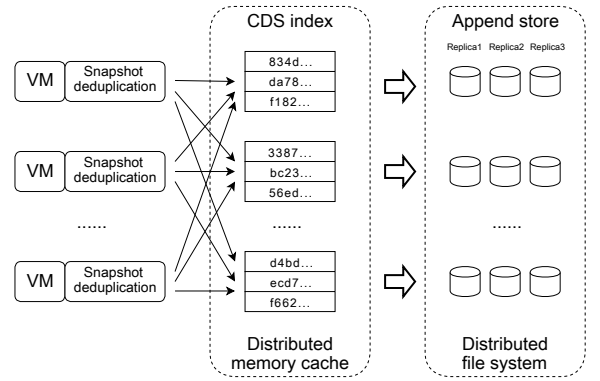 CDS index
Append store
Replica1 Replica2 Replica3
834d...
da78...
f182...
VM
Snapshot
deduplication
3387...
bc23...
56ed...
VM
Snapshot
deduplication
......
......
......
d4bd...
ecd7...
f662...
VM
Snapshot
deduplication
Distributed
memory cache
Distributed
file system